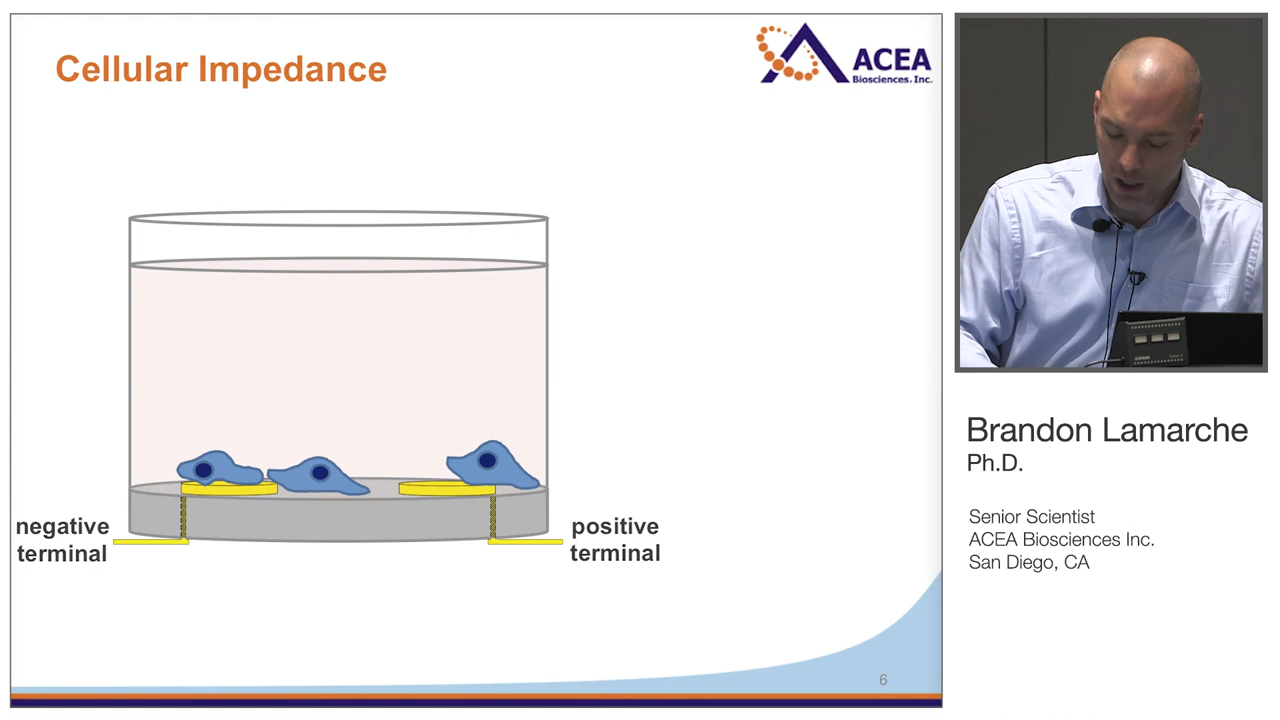 Cellular Impedance
ACEA
Biosciences, Inc.
negative
terminal
positive
terminal
6
Brandon Lamarche
Ph.D.
Senior Scientist
ACEA Biosciences Inc.
San Diego, CA